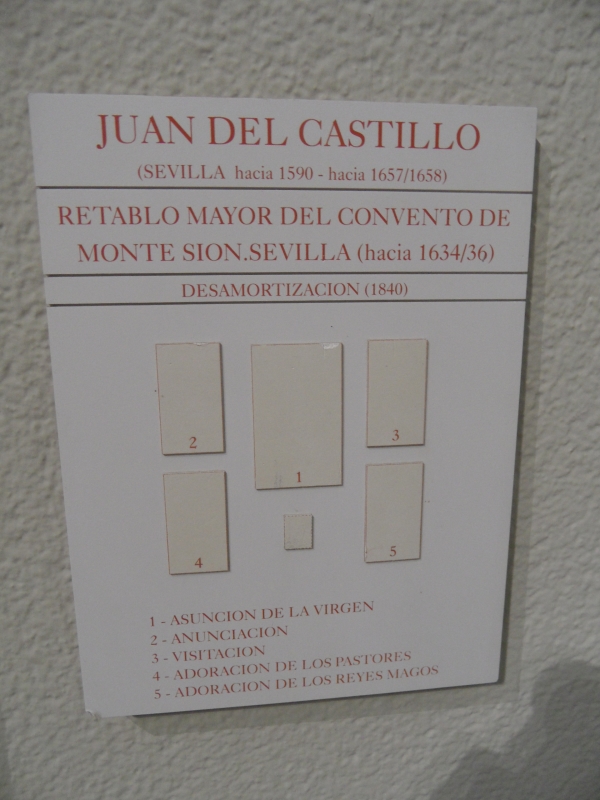 JUAN DEL CASTILLO
(SEVILLA hacia 1590 - hacia 1657/1658)
RETABLO MAYOR DEL CONVENTO DE
MONTE SION.SEVILLA (hacia 1634/36)
DESAMORTIZACION (1840)
2
1
3
4
5
1 - ASUNCION DE LA VIRGEN
2 - ANUNCIACION
3 - VISITACION
4 - ADORACION DE LOS PASTORES
5 - ADORACION DE LOS REYES MAGOS